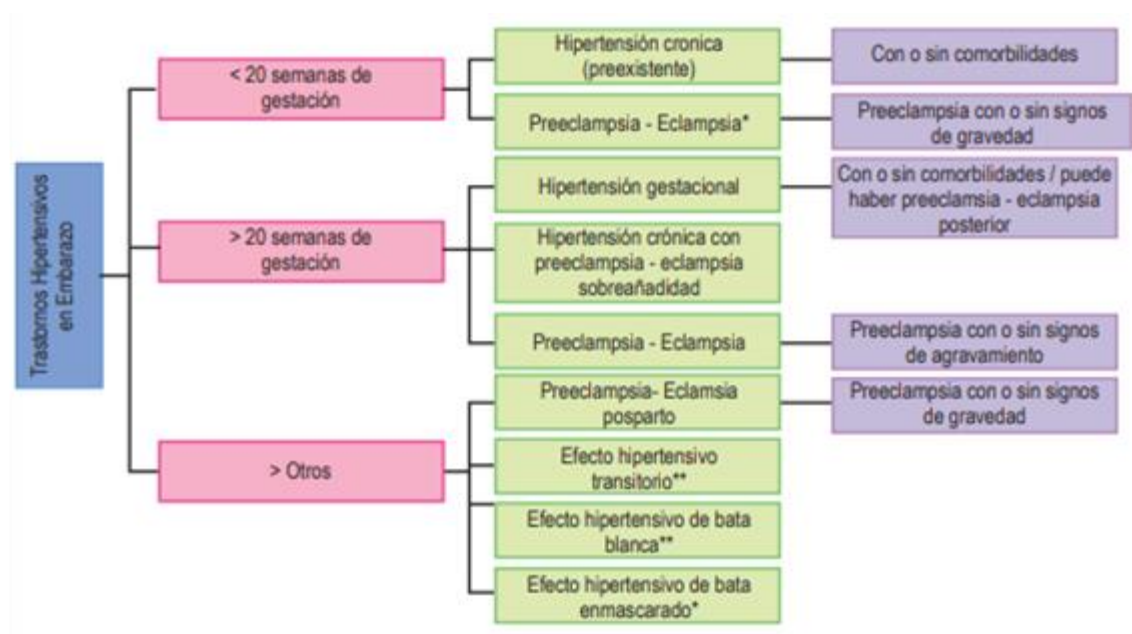 Trastornos Hipertensivos
en Embarazo
< 20 semanas de
gestación
Hipertensión cronica
(preexistente)
Con o sin comorbilidades
Preeclampsia - Eclampsia*
Preeclampsia con o sin signos
de gravedad
> 20 semanas de
gestación
Hipertensión gestacional
Con o sin comorbilidades / puede
haber preeclamsia - eclampsia
posterior
Hipertensión crónica con
preeclampsia - eclampsia
sobreañadidad
Preeclampsia - Eclampsia
Preeclampsia con o sin signos
de agravamiento
> Otros
Preeclampsia- Eclamsia
posparto
Preeclampsia con o sin signos
de gravedad
Efecto hipertensivo
transitorio**
Efecto hipertensivo de bata
blanca**
Efecto hipertensivo de bata
enmascarado*